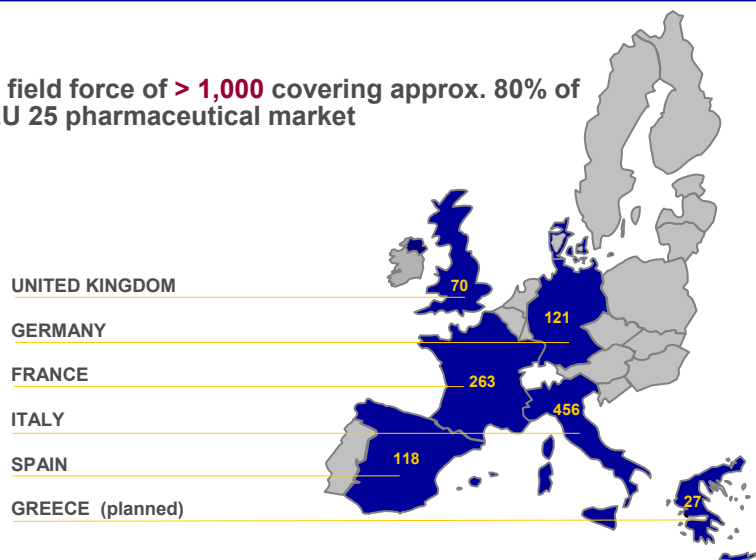 field force of > 1,000 covering approx. 80% of
EU 25 pharmaceutical market
UNITED KINGDOM
70
GERMANY
121
FRANCE
263
ITALY
456
SPAIN
118
GREECE (planned)
27